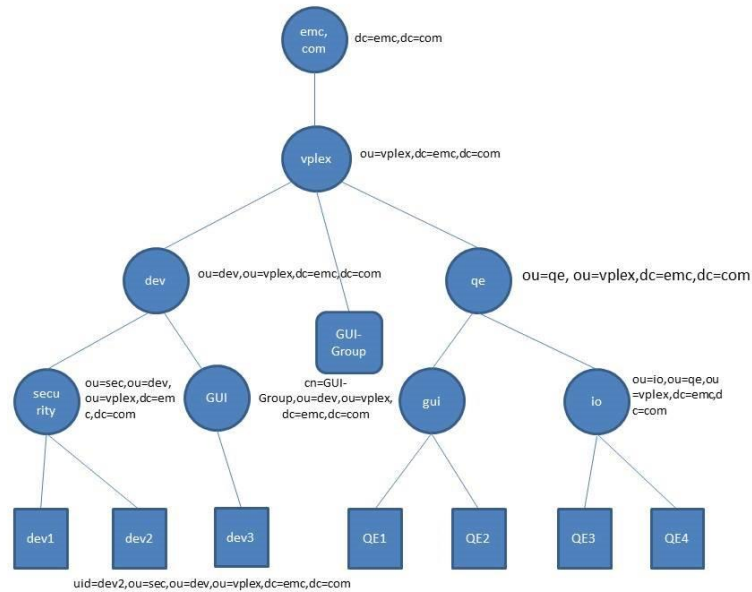 emc,
com
dc=emc,dc=com
vplex
ou=vplex,dc=emc,dc=com
dev
ou=dev,ou=vplex,dc=emc,dc=com
qe
ou=qe, ou=vplex,dc=emc,dc=com
GUI-
Group
cn=GUI-
Group,ou=dev,ou=vplex,
dc=emc,dc=com
secu
rity
ou=sec,ou=dev,
ou=vplex,dc=em
c,dc=com
GUI
gui
io
ou=io,ou=qe,ou
=vplex,dc=emc,d
c=com
dev1
dev2
dev3
QE1
QE2
QE3
QE4
uid=dev2,ou=sec,ou=dev,ou=vplex,dc=emc,dc=com